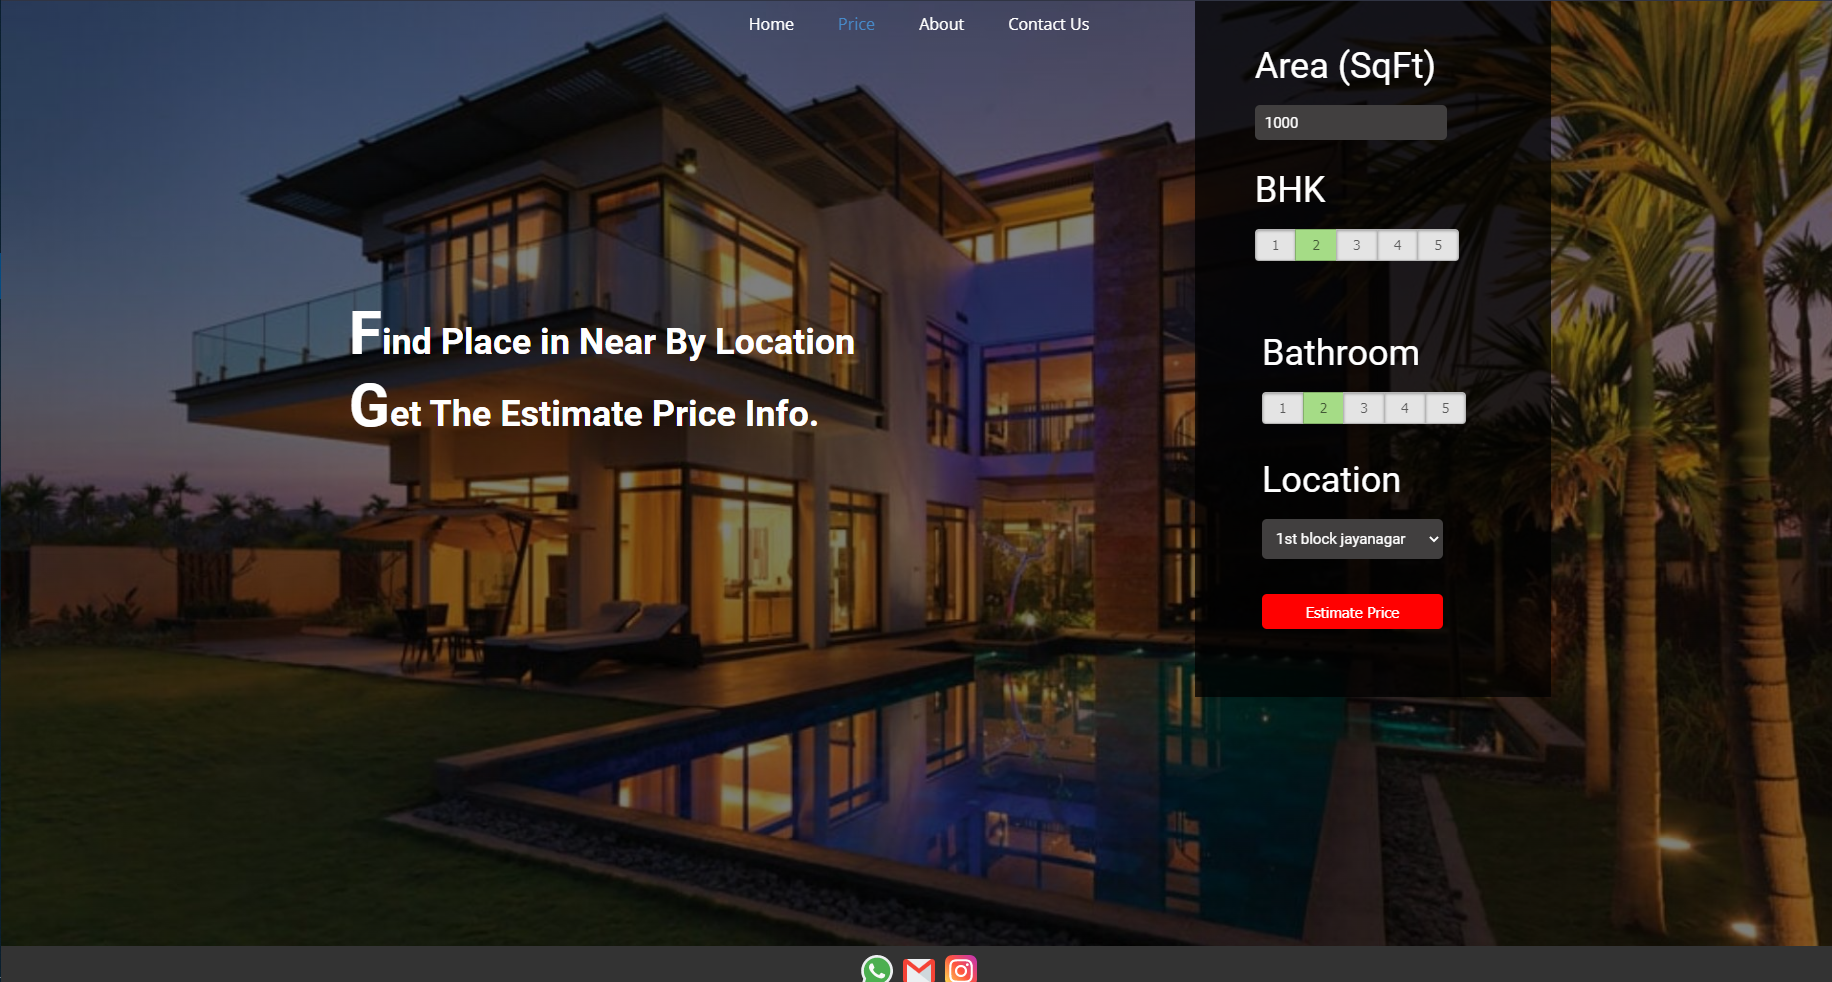 Home Price About Contact Us
Find Place in Near By Location
Get The Estimate Price Info.
Area (SqFt)
1000
BHK
1 2 3 4 5
Bathroom
1 2 3 4 5
Location
1st block jayanagar
Estimate Price